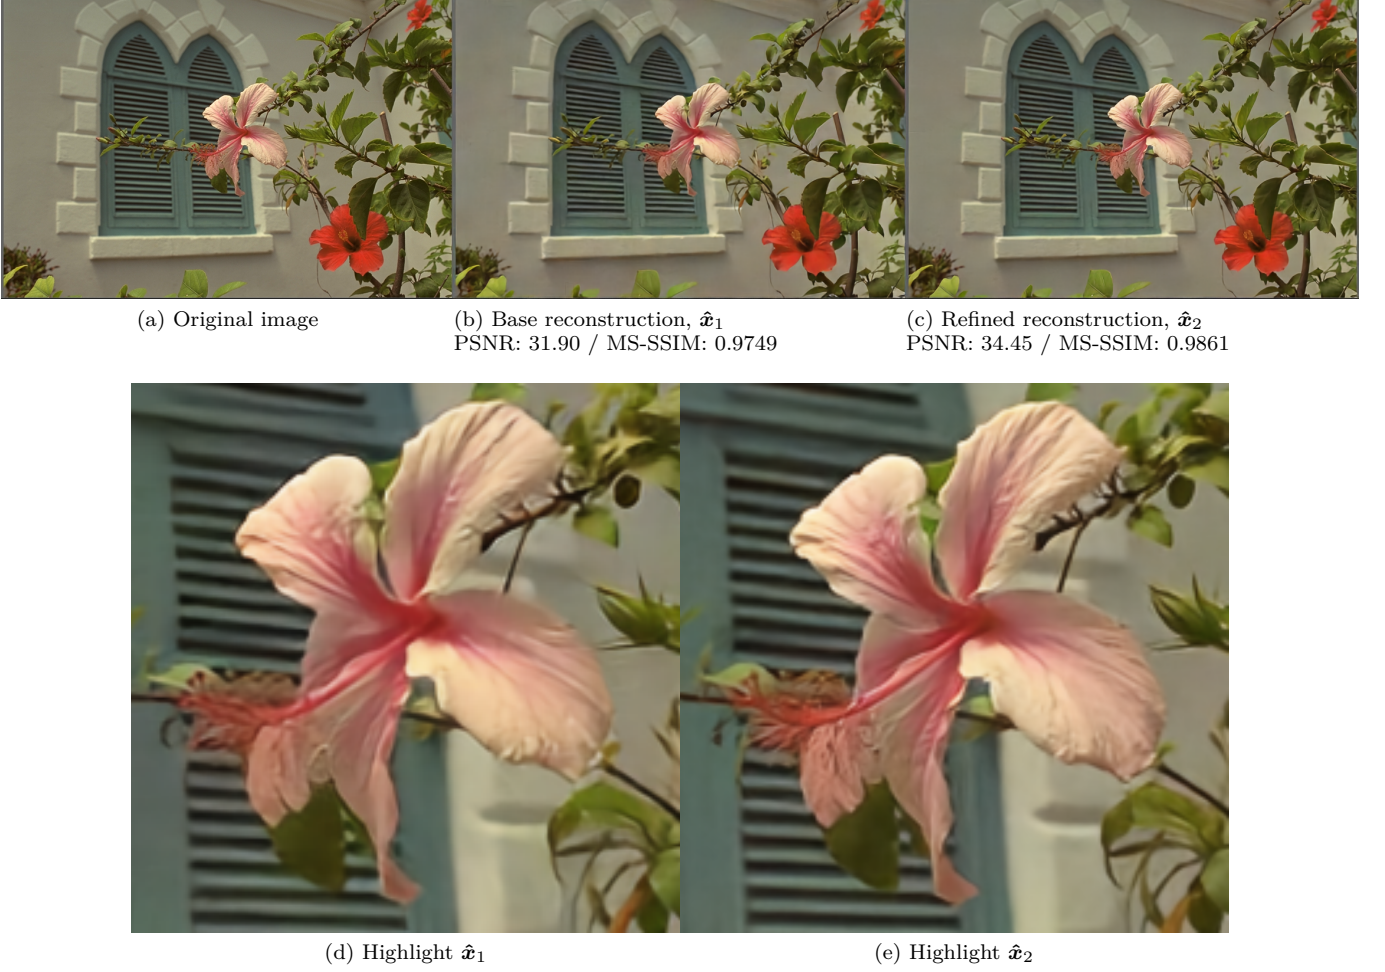 (a) Original image
(b) Base reconstruction, x̂₁
PSNR: 31.90 / MS-SSIM: 0.9749
(c) Refined reconstruction, x̂₂
PSNR: 34.45 / MS-SSIM: 0.9861
(d) Highlight x̂₁
(e) Highlight x̂₂